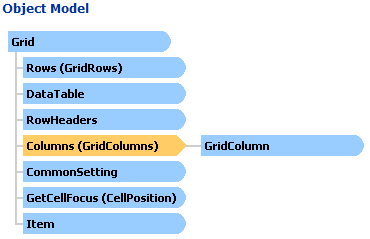 Object Model
Grid
Rows (GridRows)
DataTable
RowHeaders
Columns (GridColumns)
GridColumn
CommonSetting
GetCellFocus (CellPosition)
Item